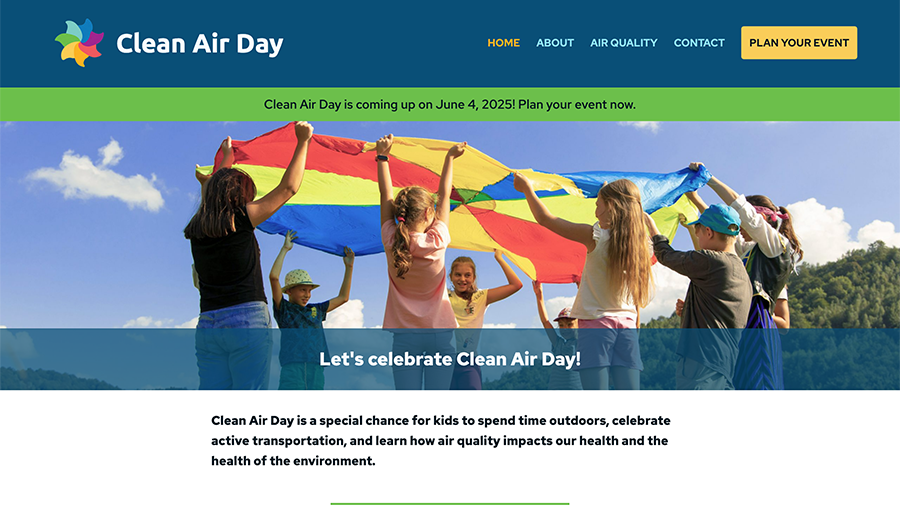 Clean Air Day
HOME ABOUT AIR QUALITY CONTACT PLAN YOUR EVENT
Clean Air Day is coming up on June 4, 2025! Plan your event now.
Let's celebrate Clean Air Day!
Clean Air Day is a special chance for kids to spend time outdoors, celebrate
active transportation, and learn how air quality impacts our health and the
health of the environment.